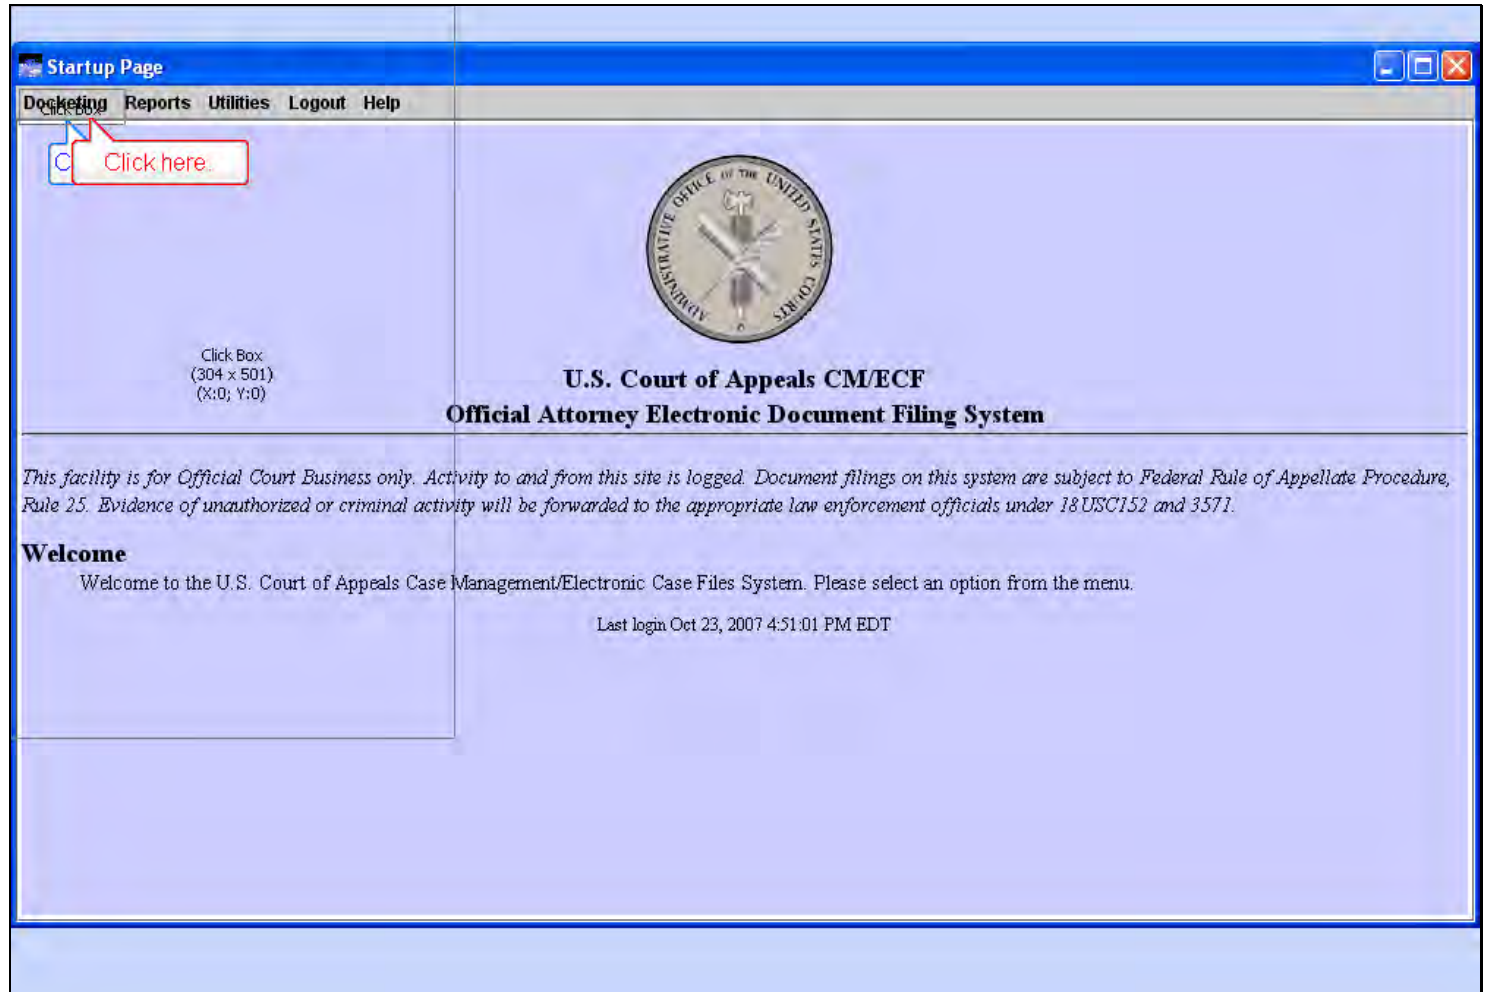 Startup Page
Docketing Reports Utilities Logout Help
Click Box
C
Click here.
ADMINISTRATIVE OFFICE OF THE UNITED STATES COURTS
Click Box
(304 x 501)
(X:0; Y:0)
U.S. Court of Appeals CM/ECF
Official Attorney Electronic Document Filing System
This facility is for Official Court Business only. Activity to and from this site is logged. Document filings on this system are subject to Federal Rule of Appellate Procedure,
Rule 25. Evidence of unauthorized or criminal activity will be forwarded to the appropriate law enforcement officials under 18 USC152 and 3571.
Welcome
Welcome to the U.S. Court of Appeals Case Management/Electronic Case Files System. Please select an option from the menu.
Last login Oct 23, 2007 4:51:01 PM EDT